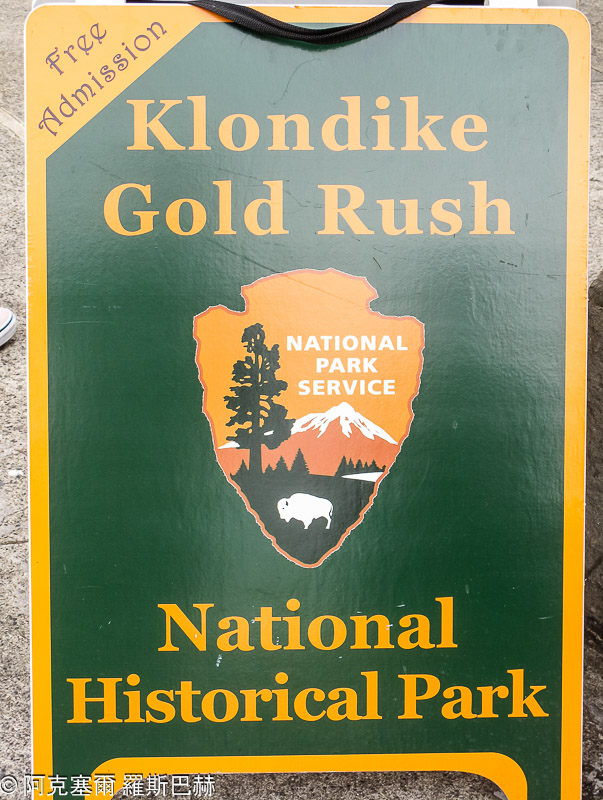 Free
Admission
Klondike
Gold Rush
NATIONAL
PARK
SERVICE
National
Historical Park
© 阿克塞爾 羅斯巴赫